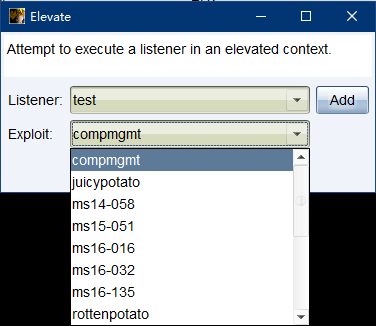 Elevate
Attempt to execute a listener in an elevated context.
Listener: test Add
Exploit: compmgmt
compmgmt
juicypotato
ms14-058
ms15-051
ms16-016
ms16-032
ms16-135
rottenpotato